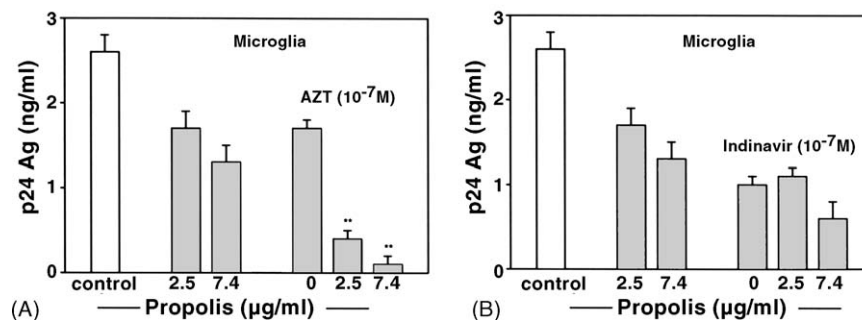 Microglia
AZT (10⁻⁷M)
p24 Ag (ng/ml)
3
2
1
0
••
••
control 2.5 7.4 0 2.5 7.4
(A) Propolis (µg/ml)
Microglia
Indinavir (10⁻⁷M)
p24 Ag (ng/ml)
3
2
1
0
control 2.5 7.4 0 2.5 7.4
(B) Propolis (µg/ml)